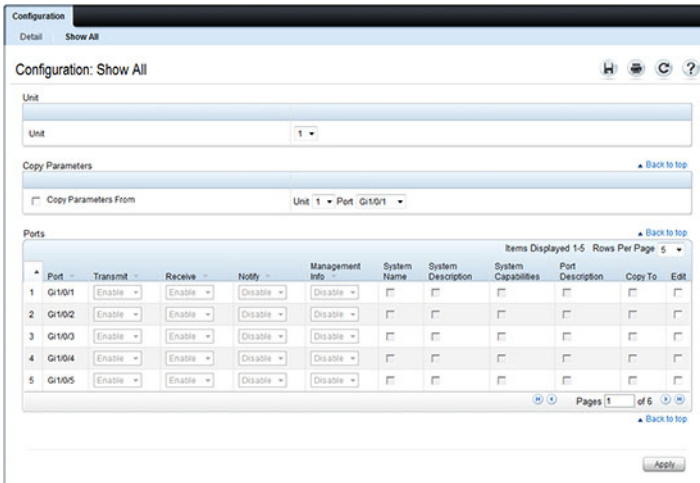 Configuration
Detail Show All
Configuration: Show All
?
Unit
Unit 1
Copy Parameters Back to top
Copy Parameters From Unit 1 Port Gi1/0/1
Ports Back to top
Items Displayed 1-5 Rows Per Page 5
Port Transmit Receive Notify Management Info System Name System Description System Capabilities Port Description Copy To Edit
1 Gi1/0/1 Enable Enable Disable Disable
2 Gi1/0/2 Enable Enable Disable Disable
3 Gi1/0/3 Enable Enable Disable Disable
4 Gi1/0/4 Enable Enable Disable Disable
5 Gi1/0/5 Enable Enable Disable Disable
Pages 1 of 6
Back to top
Apply